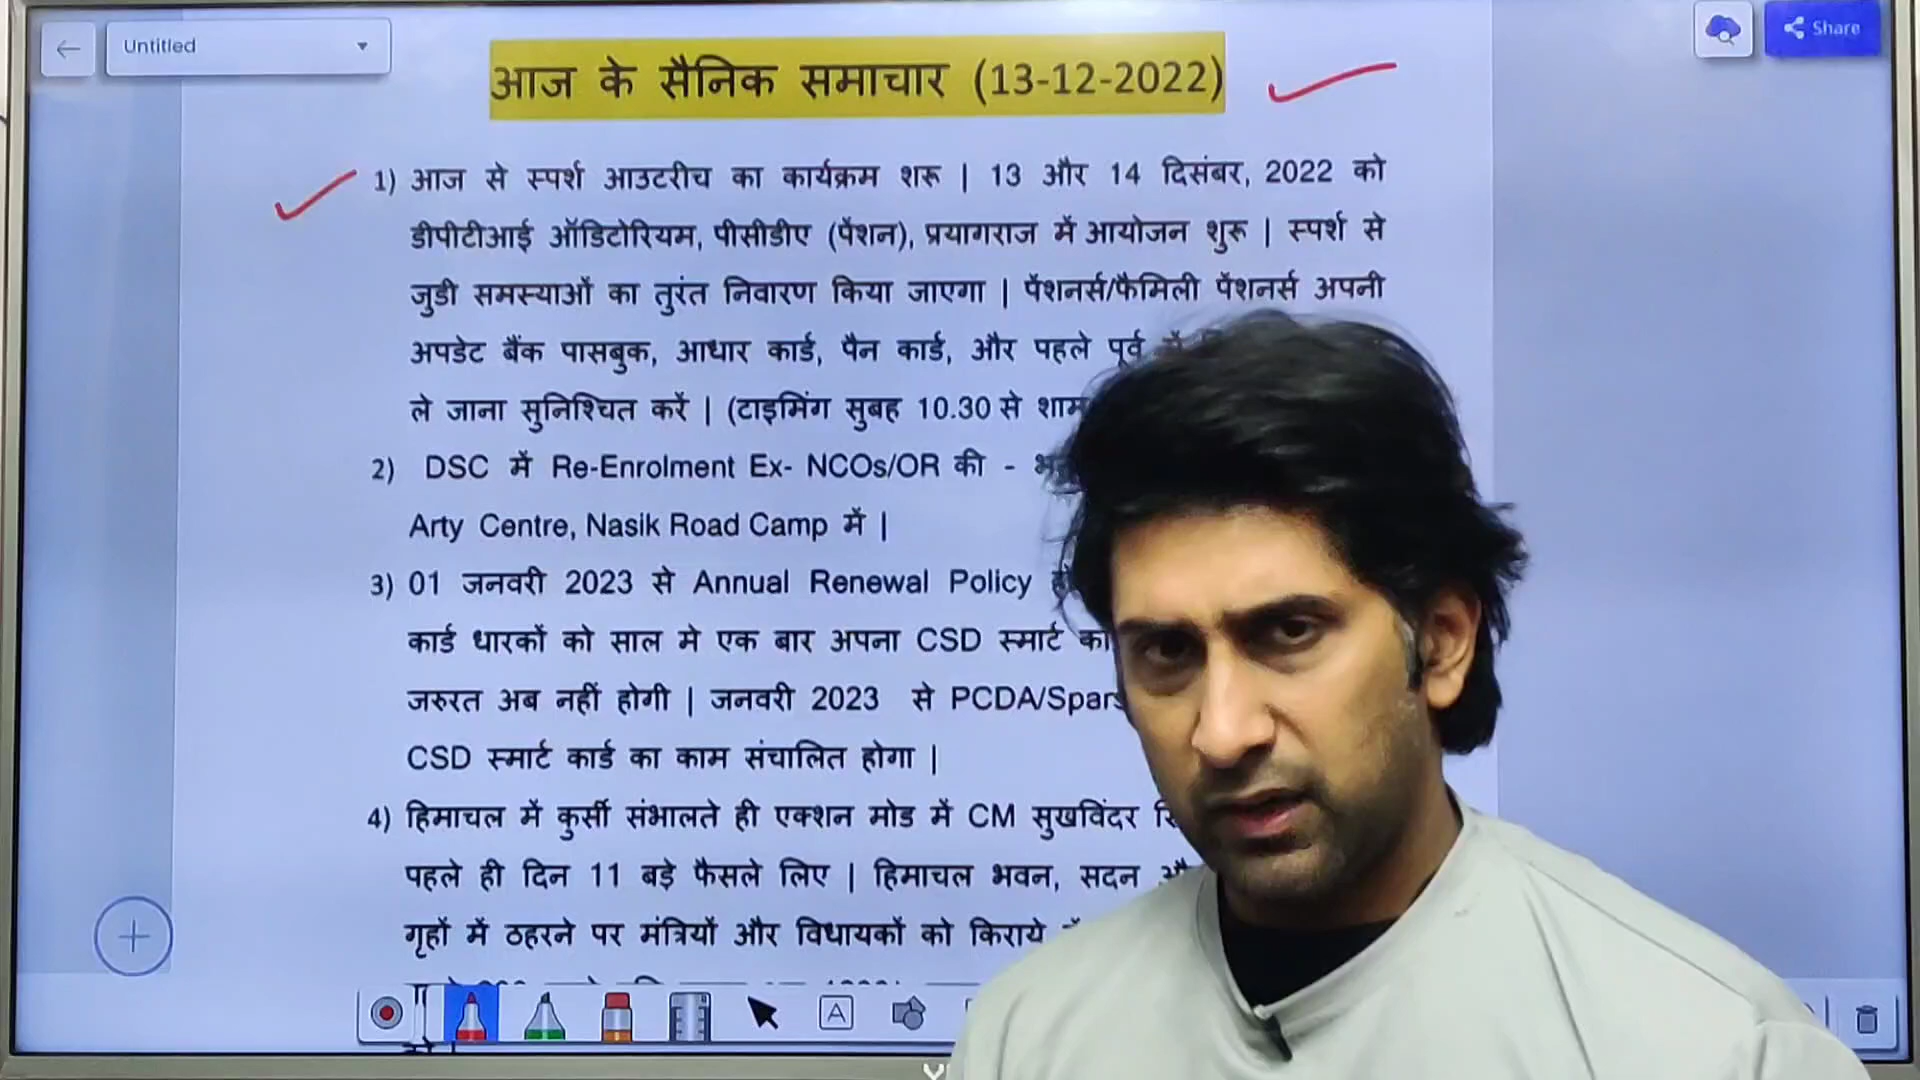 Untitled
Share
आज के सैनिक समाचार (13-12-2022)
1) आज से स्पर्श आउटरीच का कार्यक्रम शरू | 13 और 14 दिसंबर, 2022 को
डीपीटीआई ऑडिटोरियम, पीसीडीए (पेंशन), प्रयागराज में आयोजन शुरू | स्पर्श से
जुडी समस्याओं का तुरंत निवारण किया जाएगा | पेंशनर्स/फैमिली पेंशनर्स अपनी
अपडेट बैंक पासबुक, आधार कार्ड, पैन कार्ड, और पहले पूर्व
ले जाना सुनिश्चित करें | (टाइमिंग सुबह 10.30 से शाम
2) DSC में Re-Enrolment Ex- NCOs/OR की -
Arty Centre, Nasik Road Camp में |
3) 01 जनवरी 2023 से Annual Renewal Policy
कार्ड धारकों को साल मे एक बार अपना CSD स्मार्ट
जरुरत अब नहीं होगी | जनवरी 2023 से PCDA/Spars
CSD स्मार्ट कार्ड का काम संचालित होगा |
4) हिमाचल में कुर्सी संभालते ही एक्शन मोड में CM सुखविंदर
पहले ही दिन 11 बड़े फैसले लिए | हिमाचल भवन, सदन
गृहों में ठहरने पर मंत्रियों और विधायकों को किराये
A